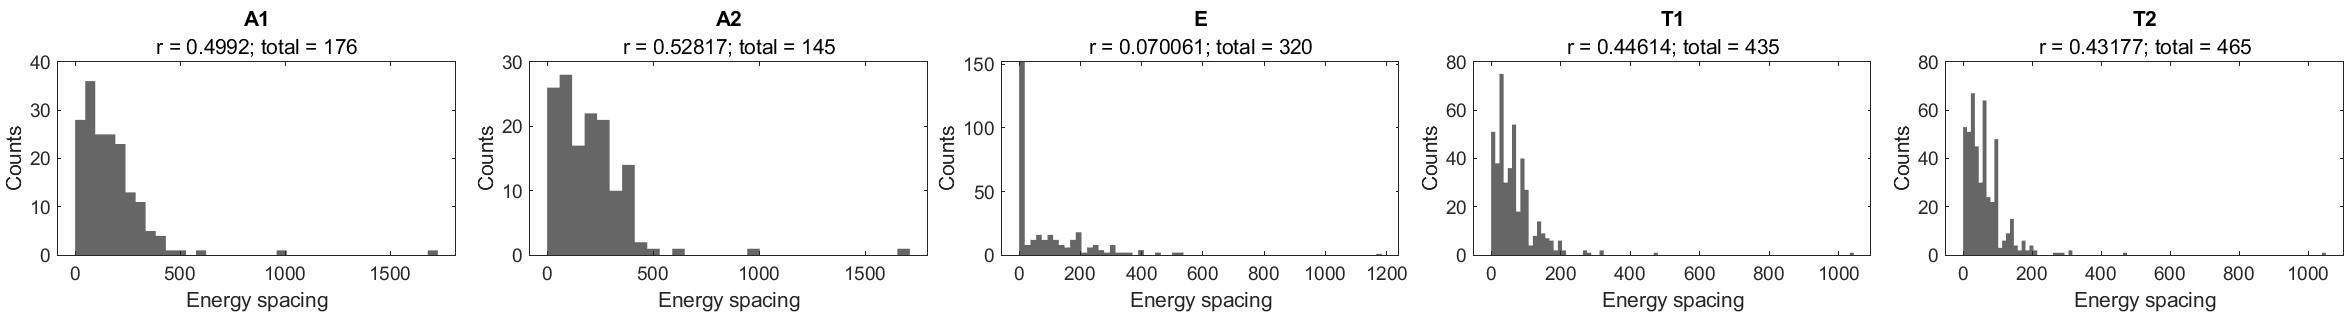 A1
r = 0.4992; total = 176
40
30
20
10
0
Counts
0 500 1000 1500
Energy spacing
A2
r = 0.52817; total = 145
30
20
10
0
Counts
0 500 1000 1500
Energy spacing
E
r = 0.070061; total = 320
150
100
50
0
Counts
0 200 400 600 800 1000 1200
Energy spacing
T1
r = 0.44614; total = 435
80
60
40
20
0
Counts
0 200 400 600 800 1000
Energy spacing
T2
r = 0.43177; total = 465
80
60
40
20
0
Counts
0 200 400 600 800 1000
Energy spacing